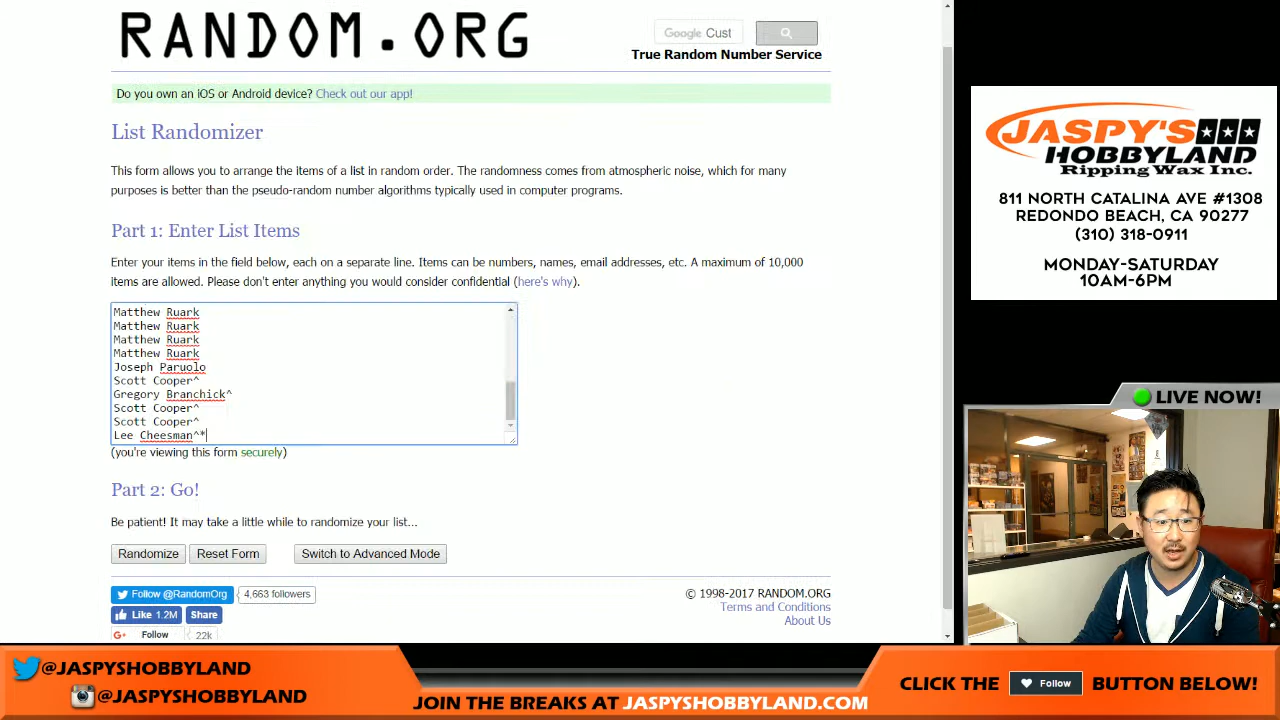 RANDOM.ORG
Google Cust
True Random Number Service
Do you own an iOS or Android device? Check out our app!
List Randomizer
This form allows you to arrange the items of a list in random order. The randomness comes from atmospheric noise, which for many
purposes is better than the pseudo-random number algorithms typically used in computer programs.
Part 1: Enter List Items
Enter your items in the field below, each on a separate line. Items can be numbers, names, email addresses, etc. A maximum of 10,000
items are allowed. Please don't enter anything you would consider confidential (here's why).
Matthew Ruark
Matthew Ruark
Matthew Ruark
Matthew Ruark
Joseph Paruolo
Scott Cooper^
Gregory Branchick^
Scott Cooper^
Scott Cooper^
Lee Cheesman^*
(you're viewing this form securely)
Part 2: Go!
Be patient! It may take a little while to randomize your list...
Randomize Reset Form Switch to Advanced Mode
Follow @RandomOrg 4,663 followers
Like 1.2M Share
G+ Follow 22k
© 1998-2017 RANDOM.ORG
Terms and Conditions
About Us
JASPY'S
HOBBYLAND
Ripping Wax Inc.
811 NORTH CATALINA AVE #1308
REDONDO BEACH, CA 90277
(310) 318-0911
MONDAY-SATURDAY
10AM-6PM
LIVE NOW!
@JASPYSHOBBYLAND
@JASPYSHOBBYLAND
JOIN THE BREAKS AT JASPYSHOBBYLAND.COM
CLICK THE Follow BUTTON BELOW!